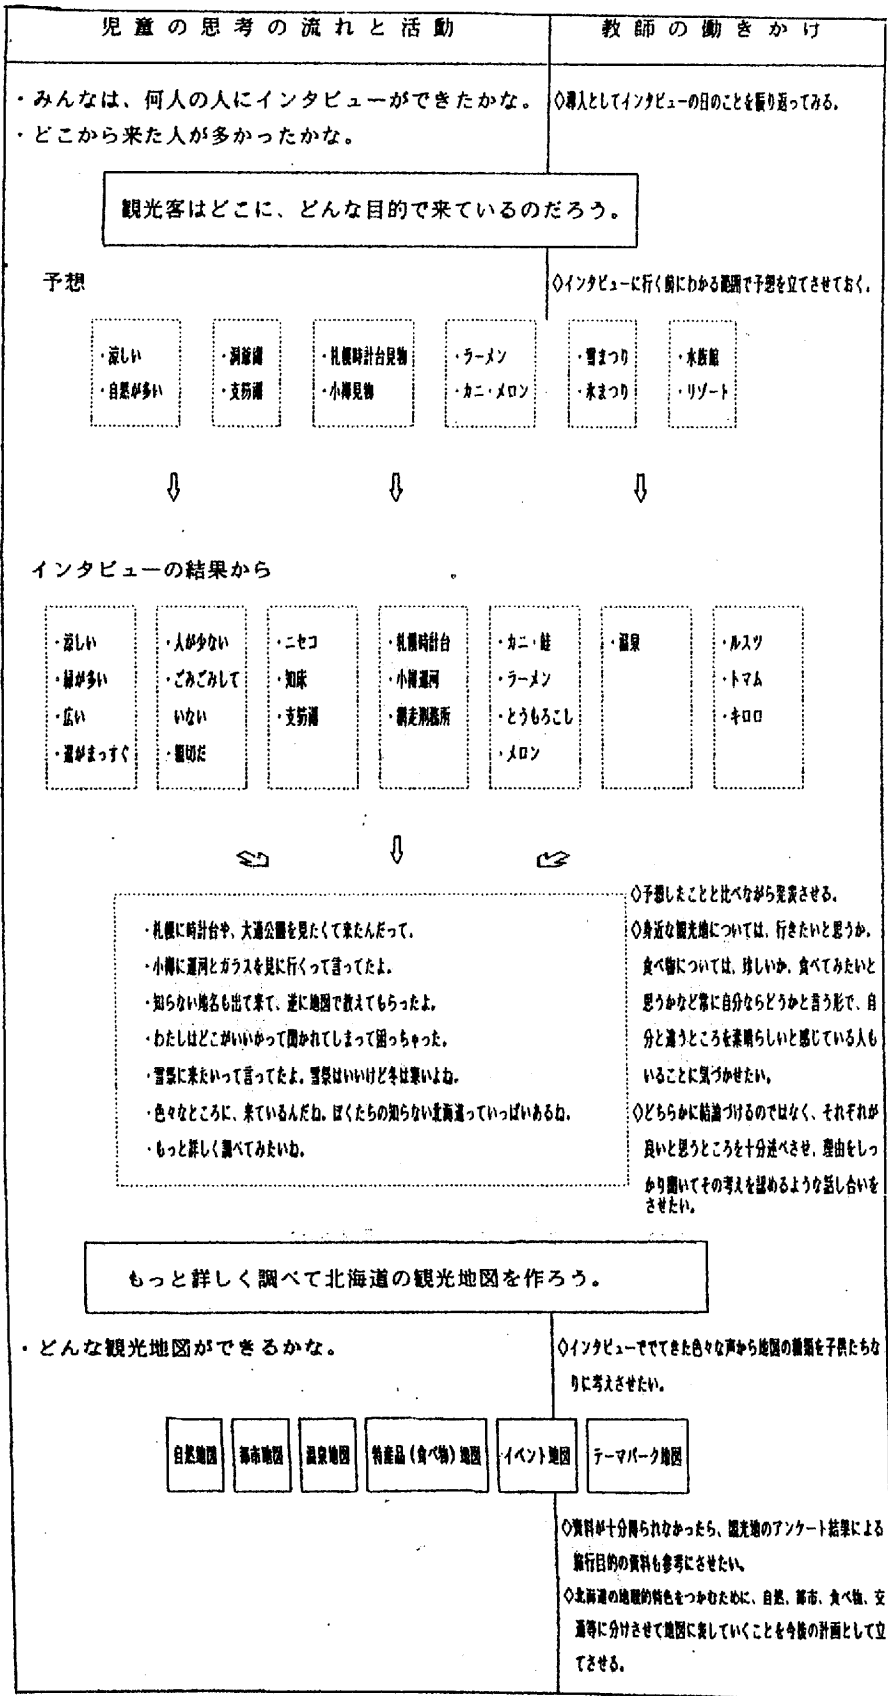 児童の思考の流れと活動
教師の働きかけ
・みんなは、何人の人にインタビューができたかな。
・どこから来た人が多かったかな。
◇導入としてインタビューの日のことを振り返ってみる。
観光客はどこに、どんな目的で来ているのだろう。
予想
◇インタビューに行く前にわかる範囲で予想を立てさせておく。
・涼しい
・自然が多い
・洞爺湖
・支笏湖
・札幌時計台見物
・小樽見物
・ラーメン
・カニ・メロン
・雪まつり
・氷まつり
・水族館
・リゾート
インタビューの結果から
・涼しい
・緑が多い
・広い
・道がまっすぐ
・人が少ない
・ごみごみして
いない
・親切だ
・ニセコ
・知床
・支笏湖
・札幌時計台
・小樽運河
・網走刑務所
・カニ・鮭
・ラーメン
・とうもろこし
・メロン
・温泉
・ルスツ
・トマム
・キロロ
・札幌に時計台や、大通公園を見たくて来たんだって。
・小樽に運河とガラスを見に行くって言ってたよ。
・知らない地名も出て来て、逆に地図で教えてもらったよ。
・わたしはどこがいいかって聞かれてしまって困っちゃった。
・雪祭に来たいって言ってたよ。雪祭はいいけど冬は寒いよね。
・色々なところに、来ているんだね。ぼくたちの知らない北海道っていっぱいあるね。
・もっと詳しく調べてみたいね。
◇予想したことと比べながら発表させる。
◇身近な観光地については、行きたいと思うか。
食べ物については、珍しいか、食べてみたいと
思うかなど常に自分ならどうかと言う形で、自
分と違うところを素晴らしいと感じている人も
いることに気づかせたい。
◇どちらかに結論づけるのではなく、それぞれが
良いと思うところを十分述べさせ、理由をしっ
かり聞いてその考えを認めるような話し合いを
させたい。
もっと詳しく調べて北海道の観光地図を作ろう。
・どんな観光地図ができるかな。
◇インタビューででてきた色々な声から地図の種類を子供たちな
りに考えさせたい。
自然地図
都市地図
温泉地図
特産品（食べ物）地図
イベント地図
テーマパーク地図
◇資料が十分得られなかったら、観光地のアンケート結果による
旅行目的の資料も参考にさせたい。
◇北海道の地理的特色をつかむために、自然、都市、食べ物、交
通等に分けさせて地図に表していくことを今後の計画として立
てさせる。